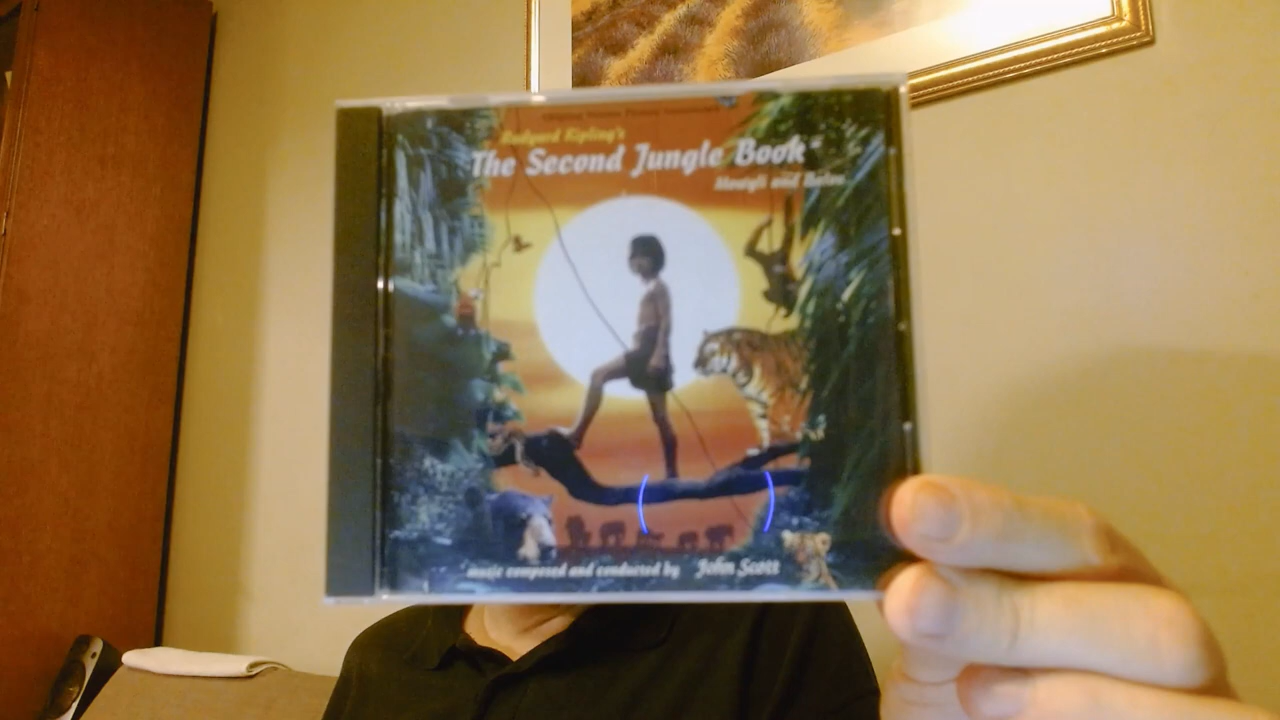 Rudyard Kipling's
The Second Jungle Book
Mowgli and Baloo
music composed and conducted by John Scott